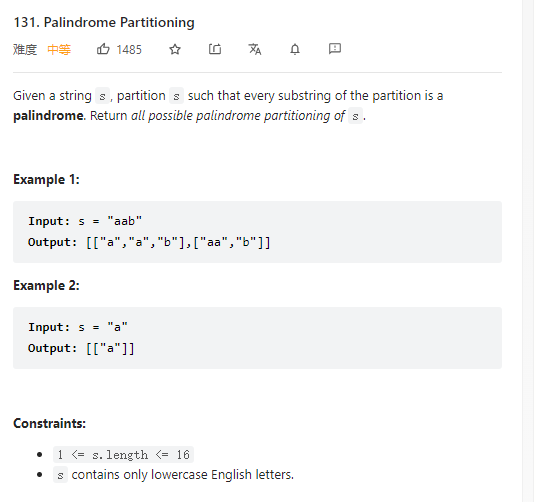 131. Palindrome Partitioning
难度 中等 1485
Given a string s , partition s such that every substring of the partition is a
palindrome. Return all possible palindrome partitioning of s .
Example 1:
Input: s = "aab"
Output: [["a","a","b"],["aa","b"]]
Example 2:
Input: s = "a"
Output: [["a"]]
Constraints:
1 <= s.length <= 16
s contains only lowercase English letters.